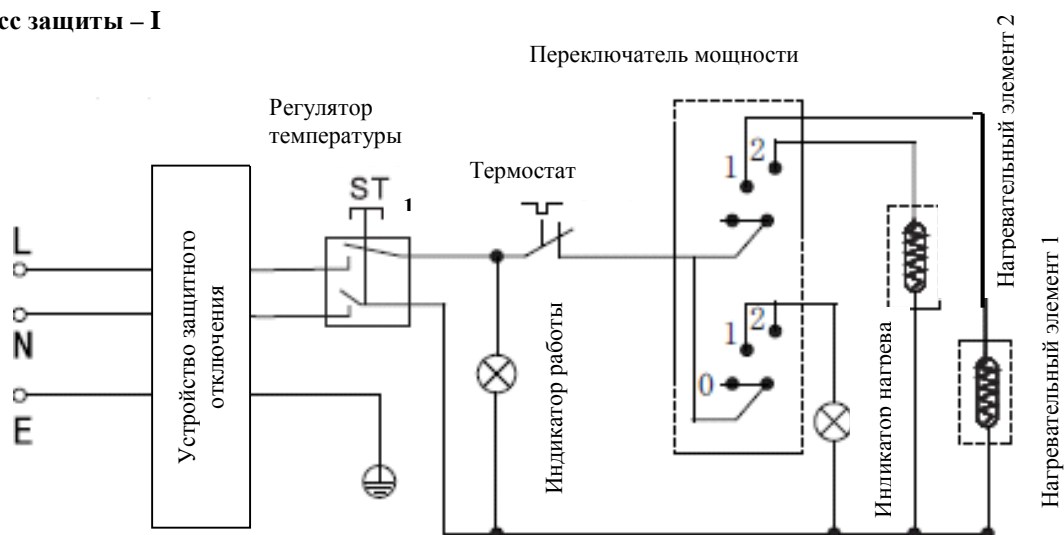 сс защиты – I
Переключатель мощности
Регулятор
температуры
Термостат
ST
1
L
N
E
Устройство защитного
отключения
Индикатор работы
1
2
1
2
0
Индикатор нагрева
Нагревательный элемент 2
Нагревательный элемент 1